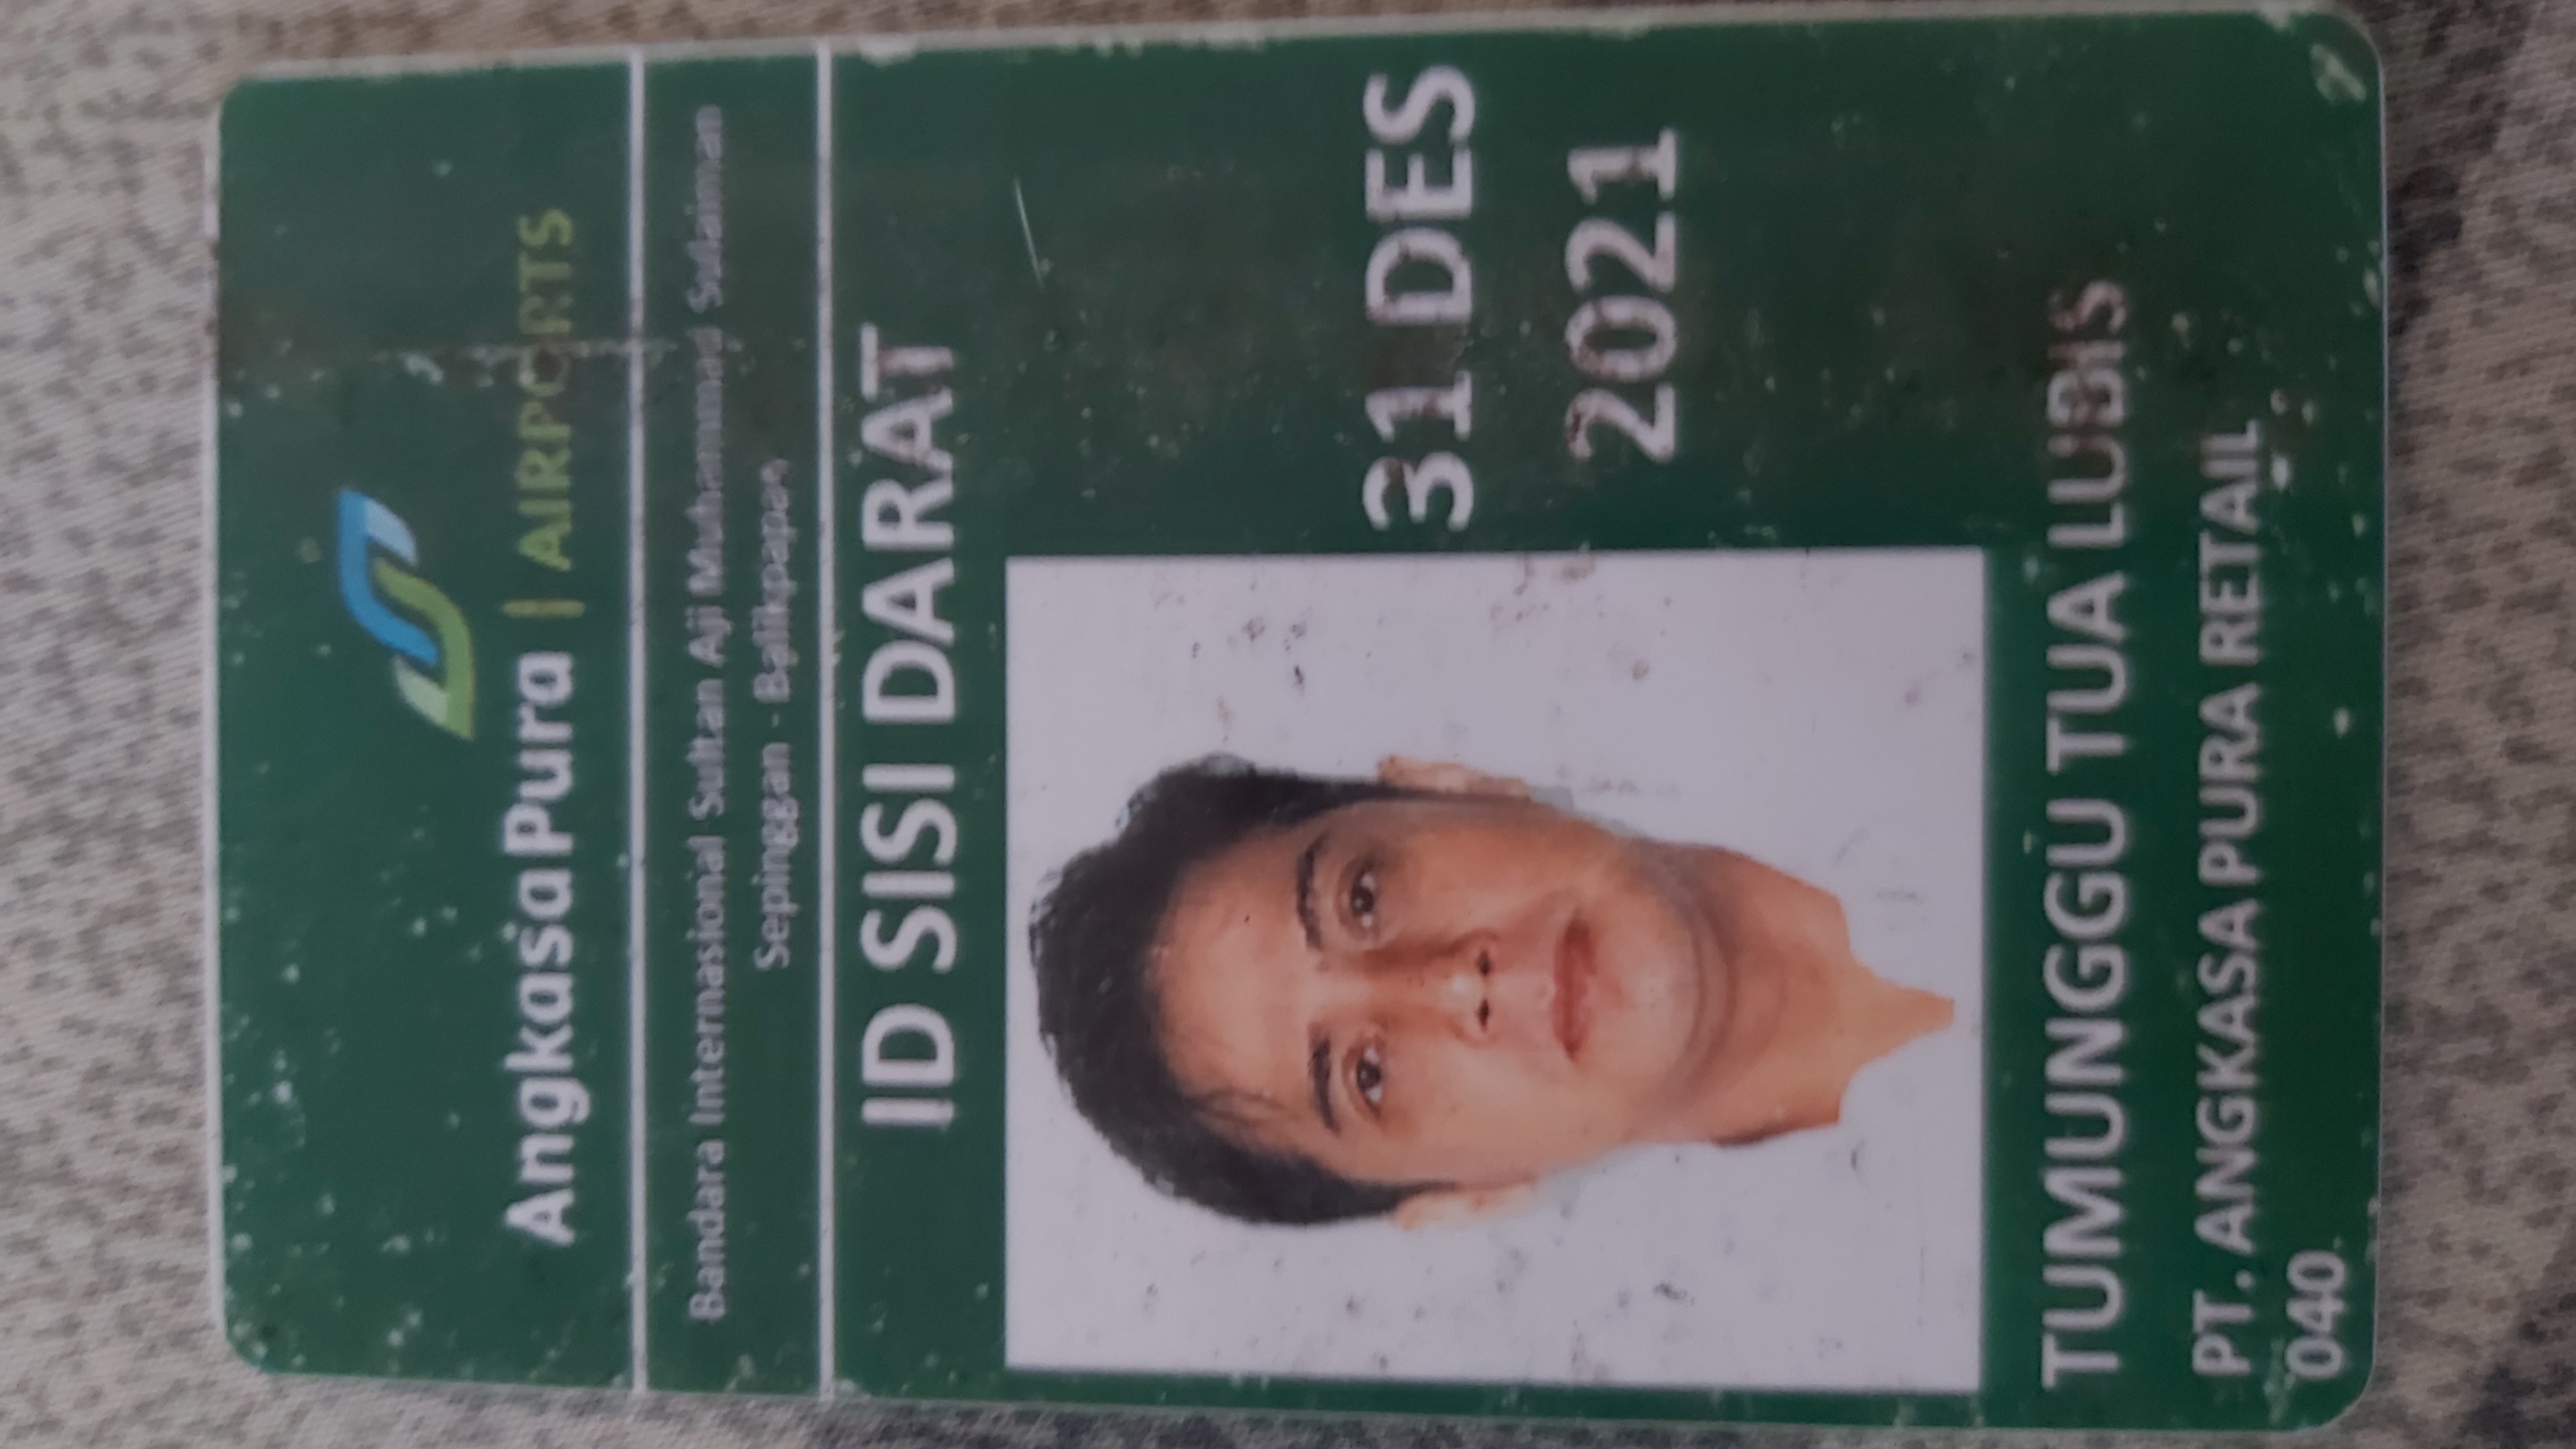 AngkasaPura | AIRPORTS
Bandara Internasional Sultan Aji Muhammad Sulaiman
Sepinggan - Balikpapan
ID SISI DARAT
31 DES
2021
TUMUNGGU TUA LUBIS
PT. ANGKASA PURA RETAIL
040